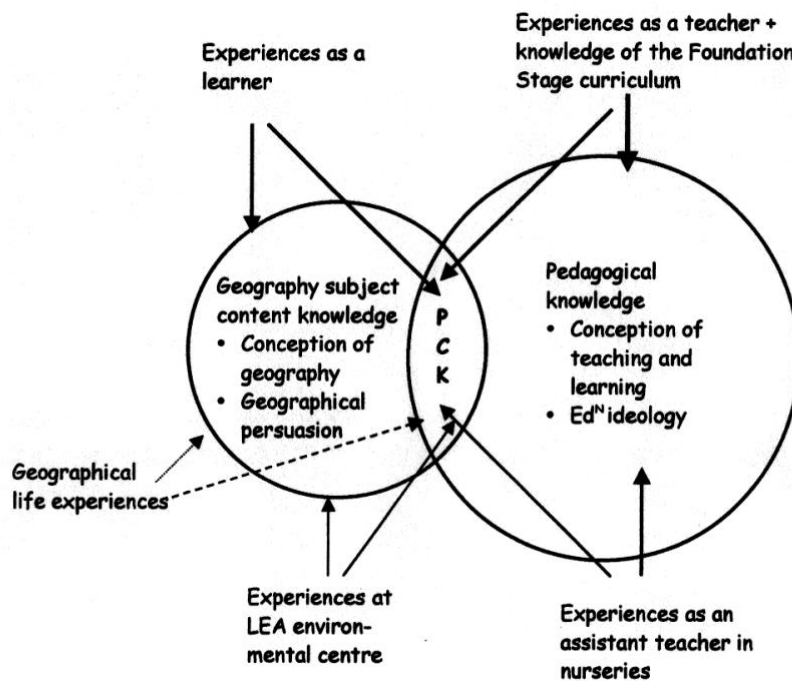 Experiences as a
learner
Experiences as a teacher +
knowledge of the Foundation
Stage curriculum
Geography subject
content knowledge
• Conception of
geography
• Geographical
persuasion
P
C
K
Pedagogical
knowledge
• Conception of
teaching and
learning
• Edᴺ ideology
Geographical
life experiences
Experiences at
LEA environ-
mental centre
Experiences as an
assistant teacher in
nurseries